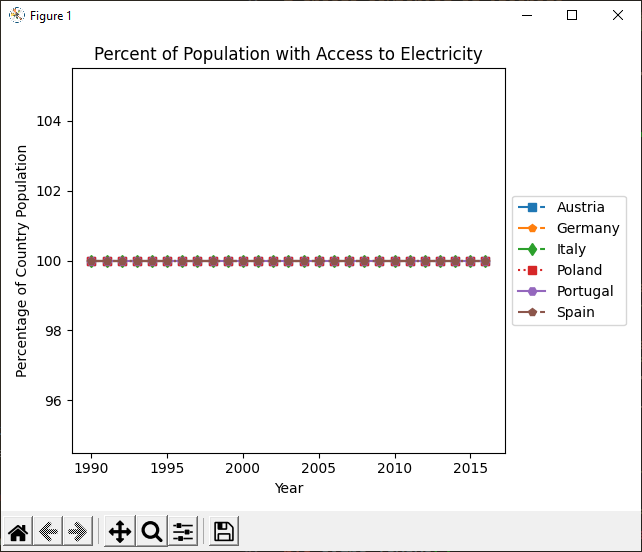 Figure 1
Percent of Population with Access to Electricity
Percentage of Country Population
104
102
100
98
96
1990 1995 2000 2005 2010 2015
Year
Austria
Germany
Italy
Poland
Portugal
Spain